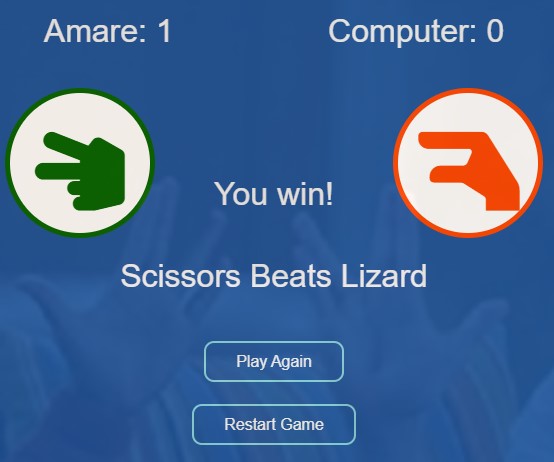 Amare: 1 Computer: 0
You win!
Scissors Beats Lizard
Play Again
Restart Game